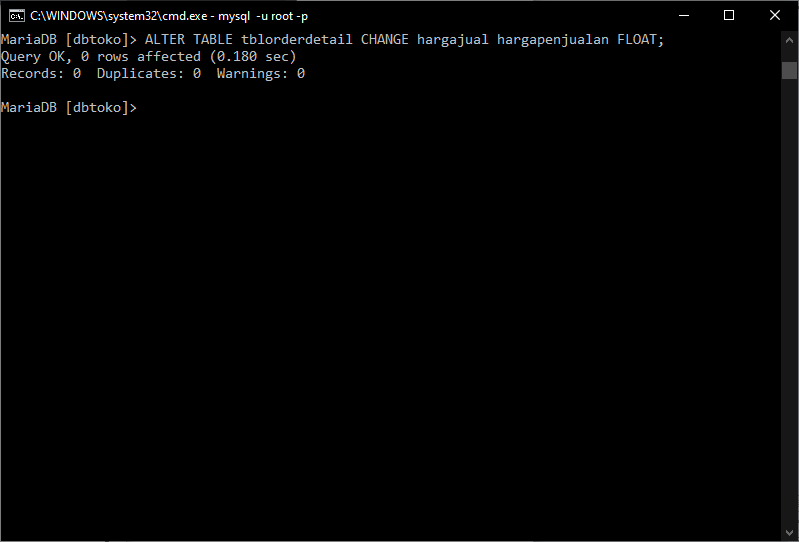 C:\WINDOWS\system32\cmd.exe - mysql  -u root -p
MariaDB [dbtoko]> ALTER TABLE tblorderdetail CHANGE hargajual hargapenjualan FLOAT;
Query OK, 0 rows affected (0.180 sec)
Records: 0  Duplicates: 0  Warnings: 0
MariaDB [dbtoko]>